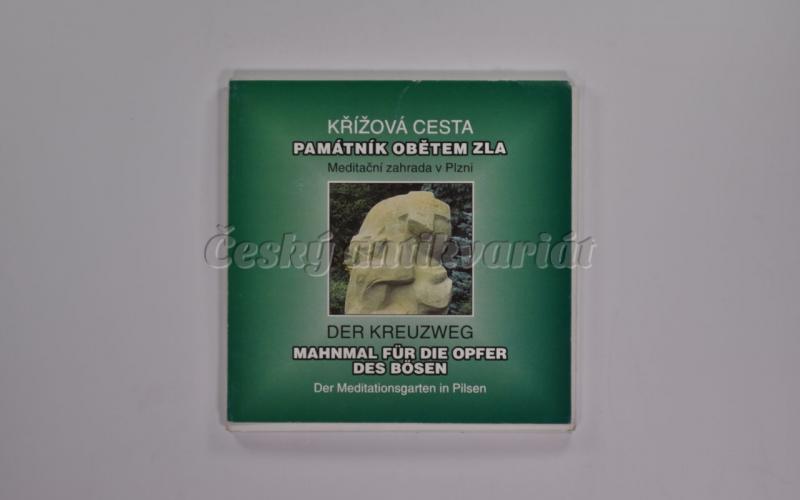 KŘÍŽOVÁ CESTA
PAMÁTNÍK OBĚTEM ZLA
Meditační zahrada v Plzni
Český antikvariát
DER KREUZWEG
MAHNMAL FÜR DIE OPFER
DES BÖSEN
Der Meditationsgarten in Pilsen